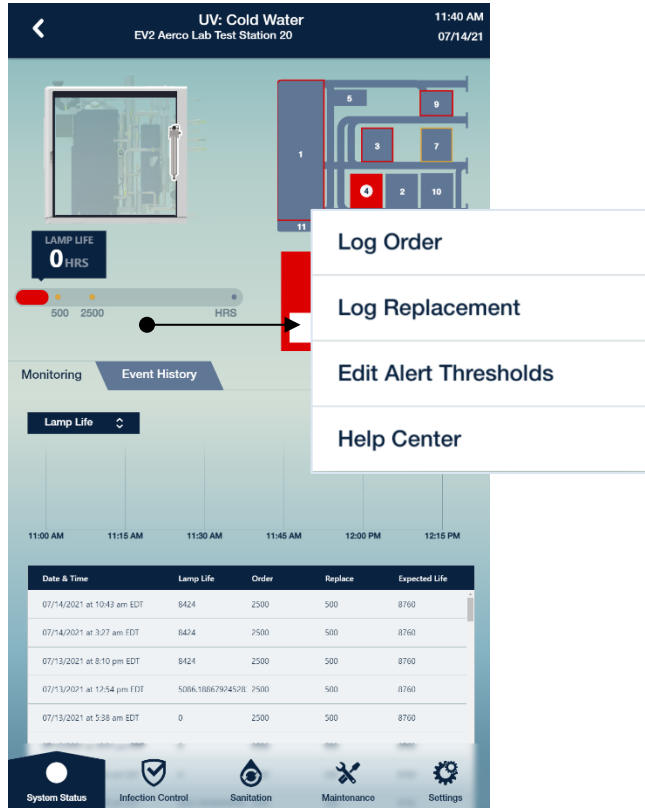 UV: Cold Water
11:40 AM
EV2 Aerco Lab Test Station 20
07/14/21
5
9
1
3
7
4
2
10
11
LAMP LIFE
0 HRS
500 2500 HRS
Log Order
Log Replacement
Edit Alert Thresholds
Help Center
Monitoring Event History
Lamp Life
11:00 AM 11:15 AM 11:30 AM 11:45 AM 12:00 PM 12:15 PM
Date & Time Lamp Life Order Replace Expected Life
07/14/2021 at 10:43 am EDT 8424 2500 500 8760
07/14/2021 at 3:27 am EDT 8424 2500 500 8760
07/13/2021 at 8:10 pm EDT 8424 2500 500 8760
07/13/2021 at 12:54 pm EDT 5086.18867924528 2500 500 8760
07/13/2021 at 5:38 am EDT 0 2500 500 8760
System Status Infection Control Sanitation Maintenance Settings